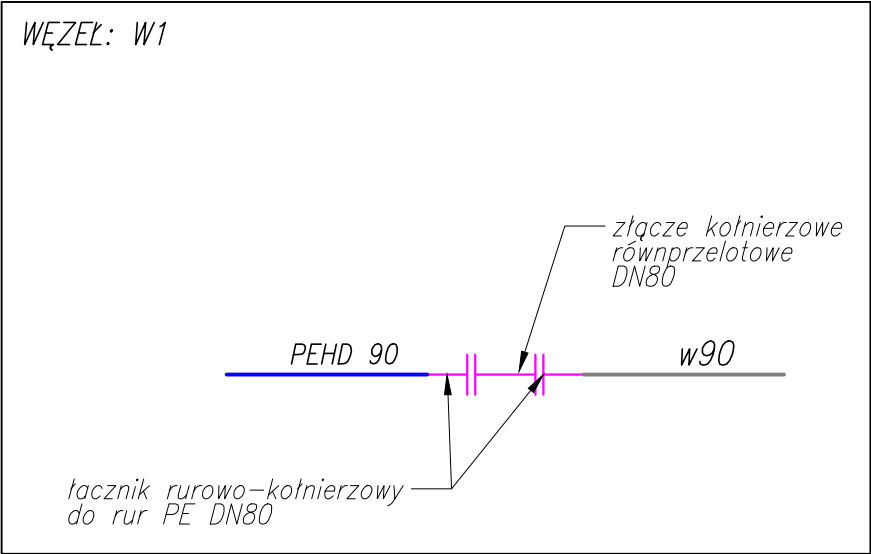 WĘZEŁ: W1
złącze kołnierzowe
równprzelotowe
DN80
PEHD 90
w90
łacznik rurowo-kołnierzowy
do rur PE DN80